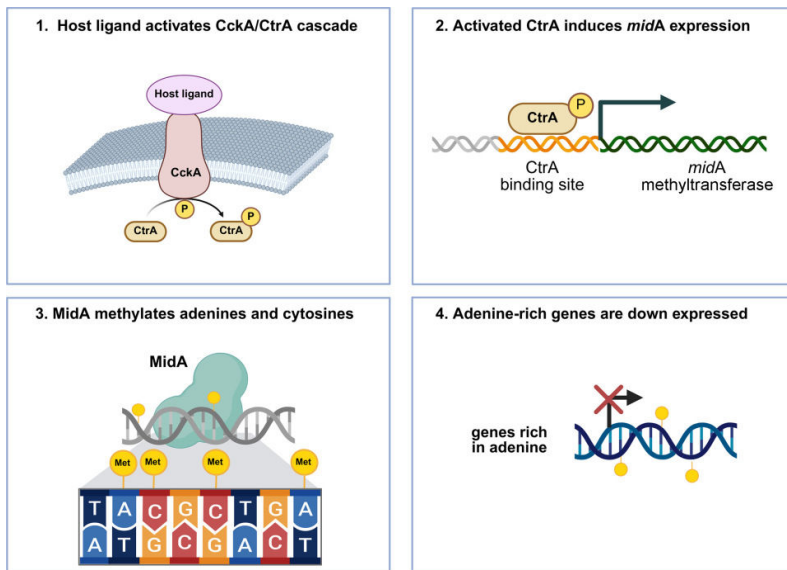 1. Host ligand activates CckA/CtrA cascade
Host ligand
CckA
P
CtrA
CtrA
P
2. Activated CtrA induces midA expression
CtrA
P
CtrA
binding site
midA
methyltransferase
3. MidA methylates adenines and cytosines
MidA
Met Met Met Met
T A C G C T G A
A T G C G A C T
4. Adenine-rich genes are down expressed
genes rich
in adenine